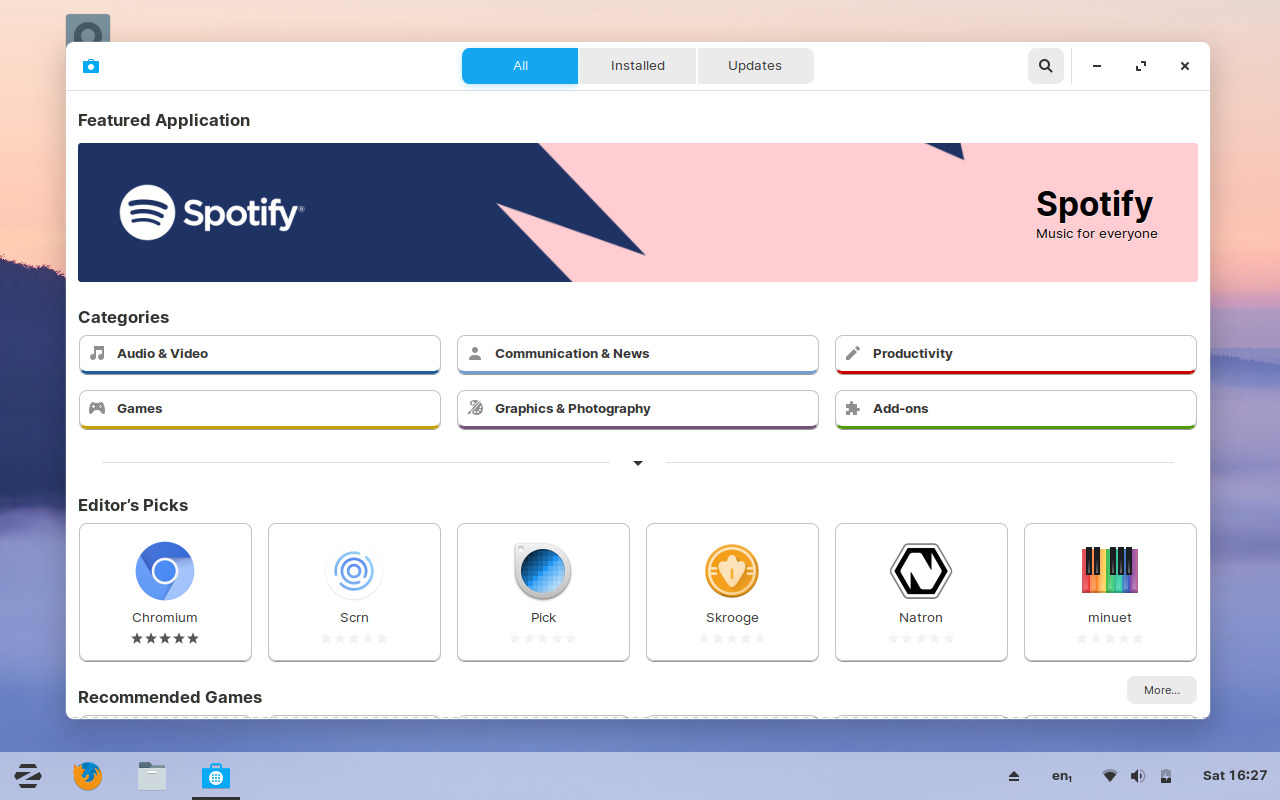 All
Installed
Updates
Featured Application
Spotify®
Spotify
Music for everyone
Categories
Audio & Video
Communication & News
Productivity
Games
Graphics & Photography
Add-ons
Editor’s Picks
Chromium
Scrn
Pick
Skrooge
Natron
minuet
Recommended Games
More...
en₁
Sat 16:27